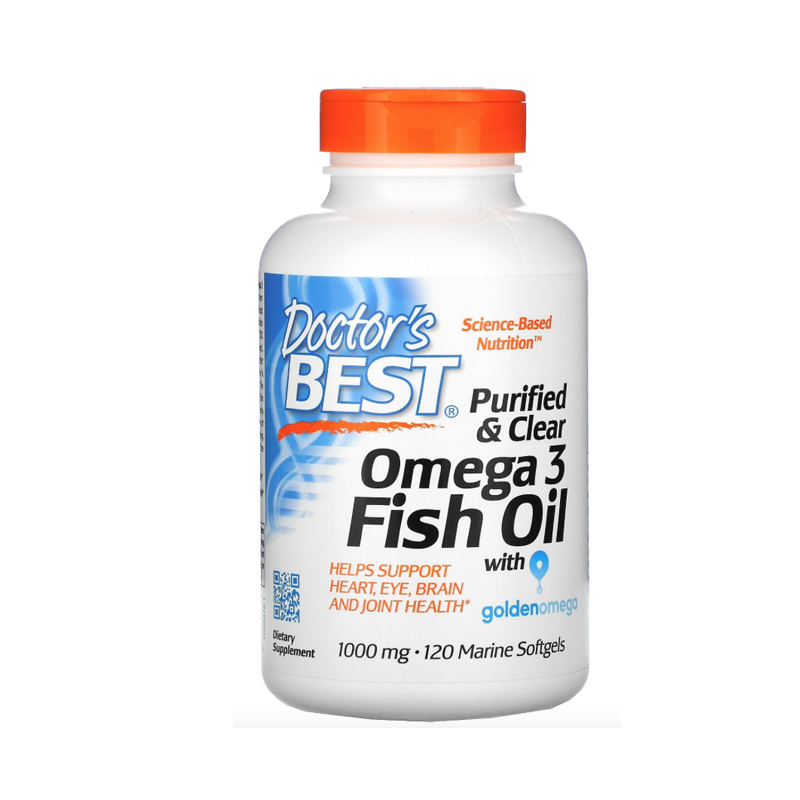 Doctor's
BEST®
Science-Based
Nutrition™
Purified
& Clear
Omega 3
Fish Oil
with
goldenomega
HELPS SUPPORT
HEART, EYE, BRAIN
AND JOINT HEALTH*
Dietary
Supplement
1000 mg • 120 Marine Softgels